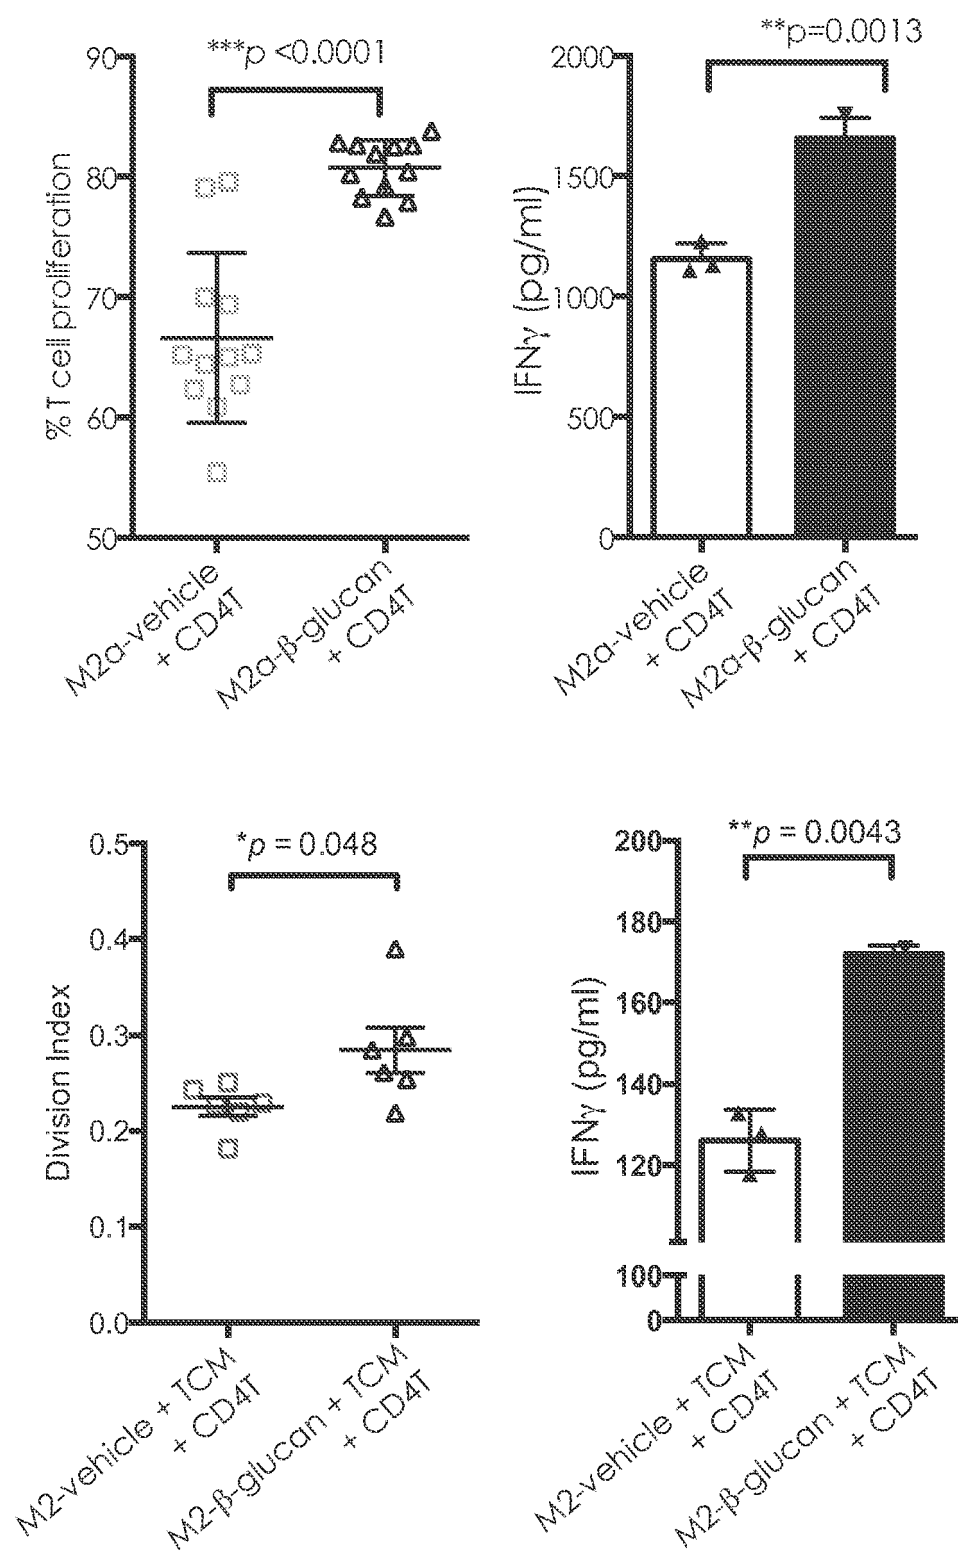 ***p <0.0001
90
80
70
60
50
% T cell proliferation
M2a-vehicle
+ CD4T
M2a-β-glucan
+ CD4T
**p=0.0013
2000
1500
1000
500
0
IFNγ (pg/ml)
M2a-vehicle
+ CD4T
M2a-β-glucan
+ CD4T
*p = 0.048
0.5
0.4
0.3
0.2
0.1
0.0
Division Index
M2-vehicle + TCM
+ CD4T
M2-β-glucan + TCM
+ CD4T
**p = 0.0043
200
180
160
140
120
100
0
IFNγ (pg/ml)
M2-vehicle + TCM
+ CD4T
M2-β-glucan + TCM
+ CD4T